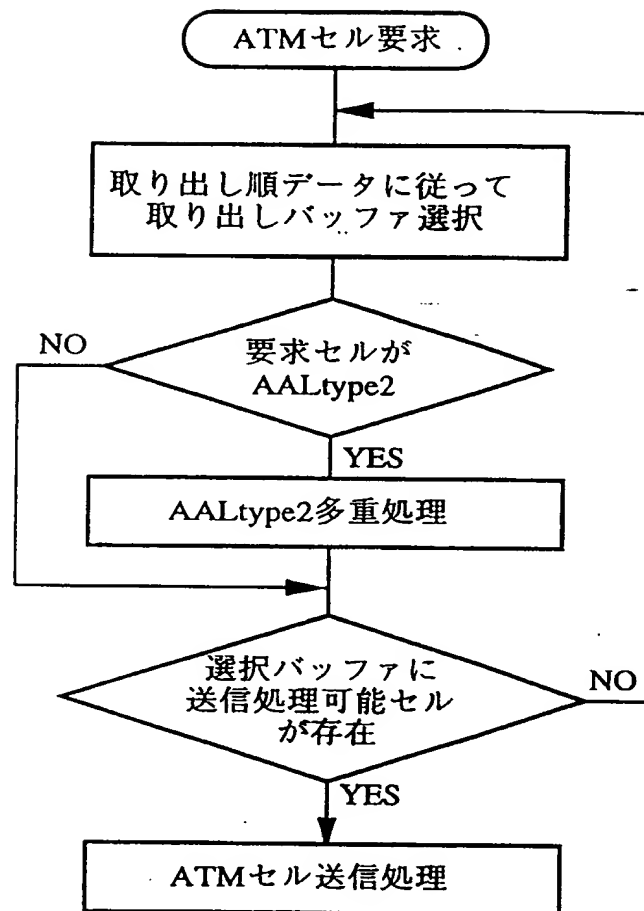 ATMセル要求
取り出し順データに従って
取り出しバッファ選択
NO
要求セルが
AALtype2
YES
AALtype2多重処理
選択バッファに
送信処理可能セル
が存在
NO
YES
ATMセル送信処理